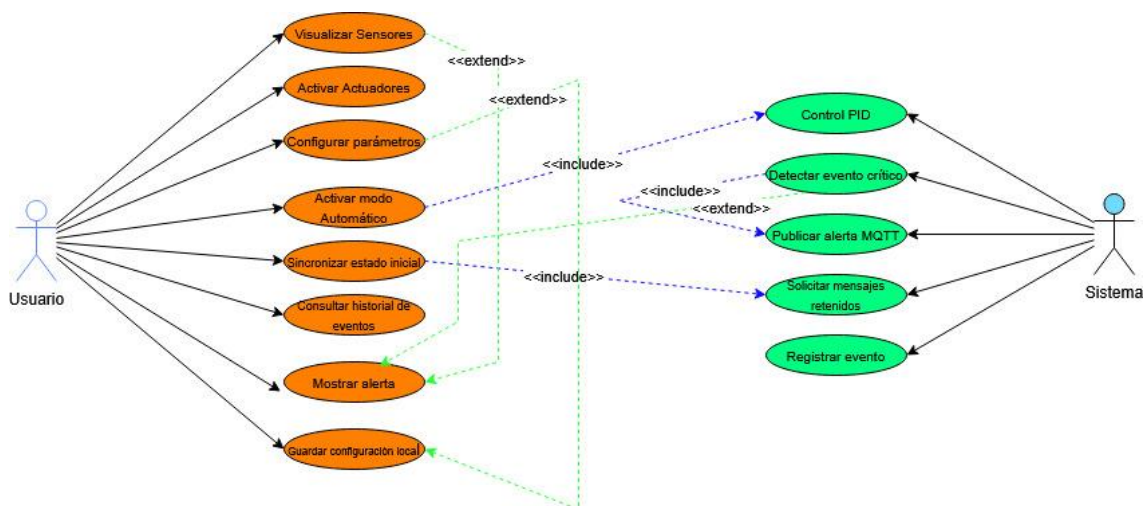 Visualizar Sensores
<<extend>>
Activar Actuadores
<<extend>>
Control PID
Configurar parámetros
<<include>>
Detectar evento crítico
<<include>>
Activar modo
Automático
<<extend>>
Publicar alerta MQTT
Sincronizar estado inicial
<<include>>
Solicitar mensajes
retenidos
Usuario
Sistema
Consultar historial de
eventos
Registrar evento
Mostrar alerta
Guardar configuración local